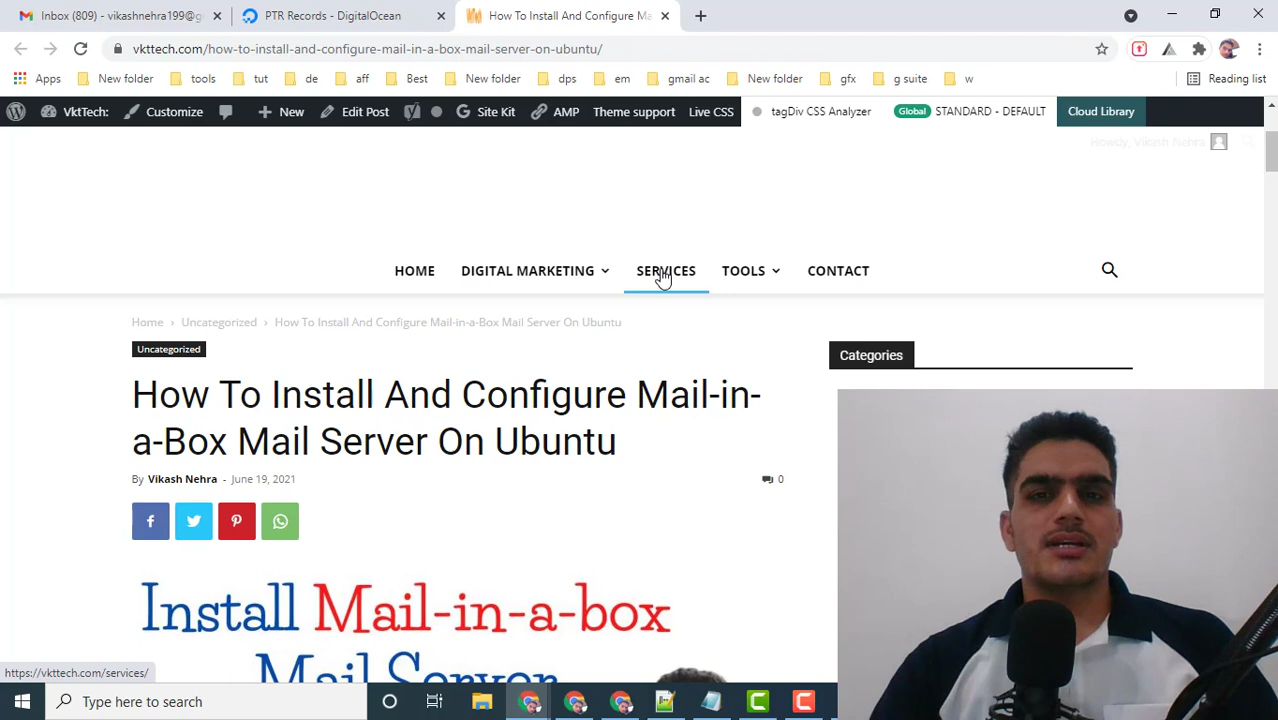 Inbox (809) - vikashnehra199@g
PTR Records - DigitalOcean
How To Install And Configure Ma
vkttech.com/how-to-install-and-configure-mail-in-a-box-mail-server-on-ubuntu/
Apps New folder tools tut de aff Best New folder dps em gmail ac New folder gfx g suite w Reading list
VktTech: Customize New Edit Post Site Kit AMP Theme support Live CSS tagDiv CSS Analyzer Global STANDARD - DEFAULT Cloud Library
Howdy, Vikash Nehra
HOME DIGITAL MARKETING SERVICES TOOLS CONTACT
Home › Uncategorized › How To Install And Configure Mail-in-a-Box Mail Server On Ubuntu
Uncategorized
Categories
How To Install And Configure Mail-in-
a-Box Mail Server On Ubuntu
By Vikash Nehra - June 19, 2021 0
Install Mail-in-a-box
Mail Server
https://vkttech.com/services/
Type here to search